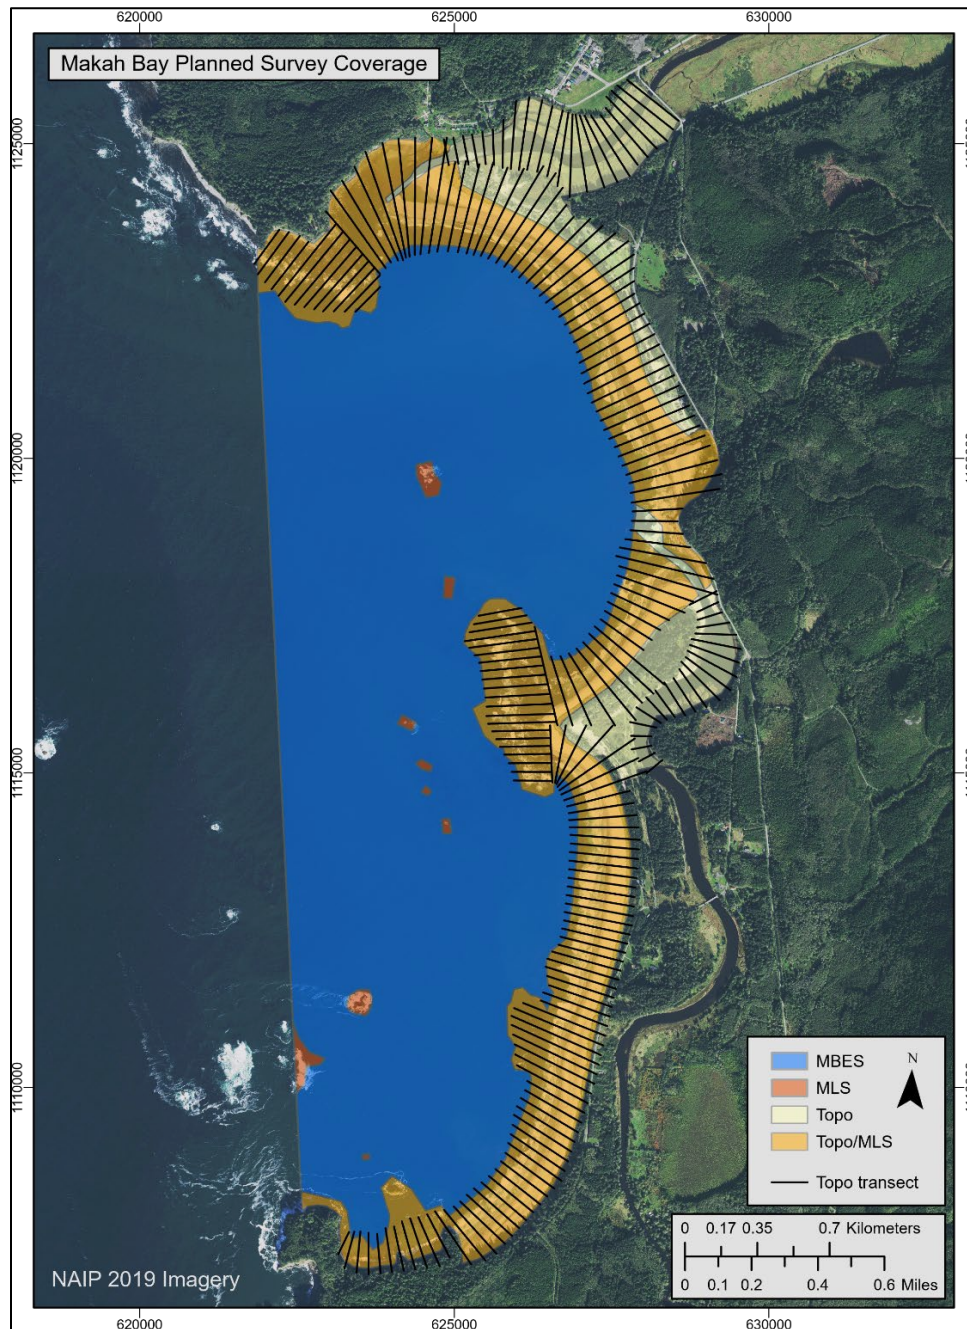 620000 625000 630000
Makah Bay Planned Survey Coverage
1125000
1120000
1115000
1110000
MBES
N
MLS
Topo
Topo/MLS
Topo transect
0 0.17 0.35 0.7 Kilometers
0 0.1 0.2 0.4 0.6 Miles
NAIP 2019 Imagery
620000 625000 630000